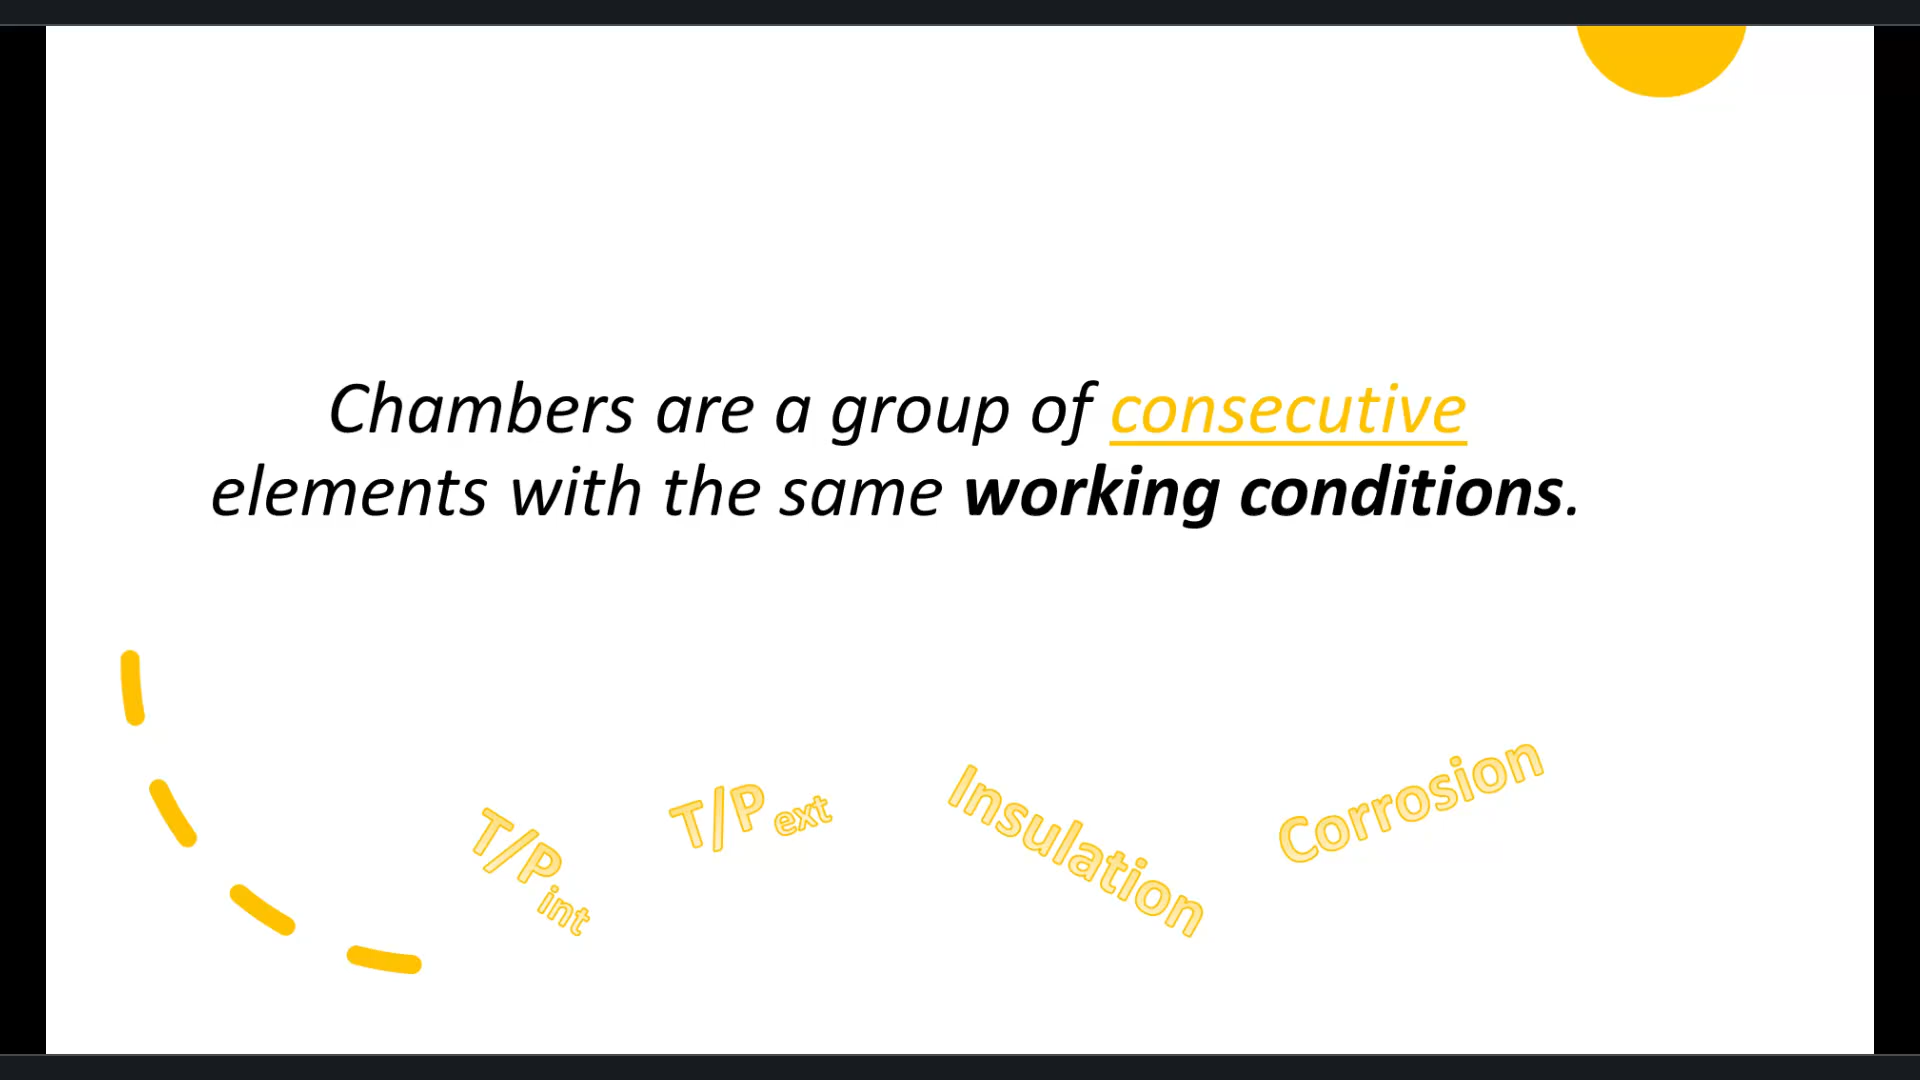 Chambers are a group of consecutive
elements with the same working conditions.
T/P int
T/P ext
Insulation
Corrosion